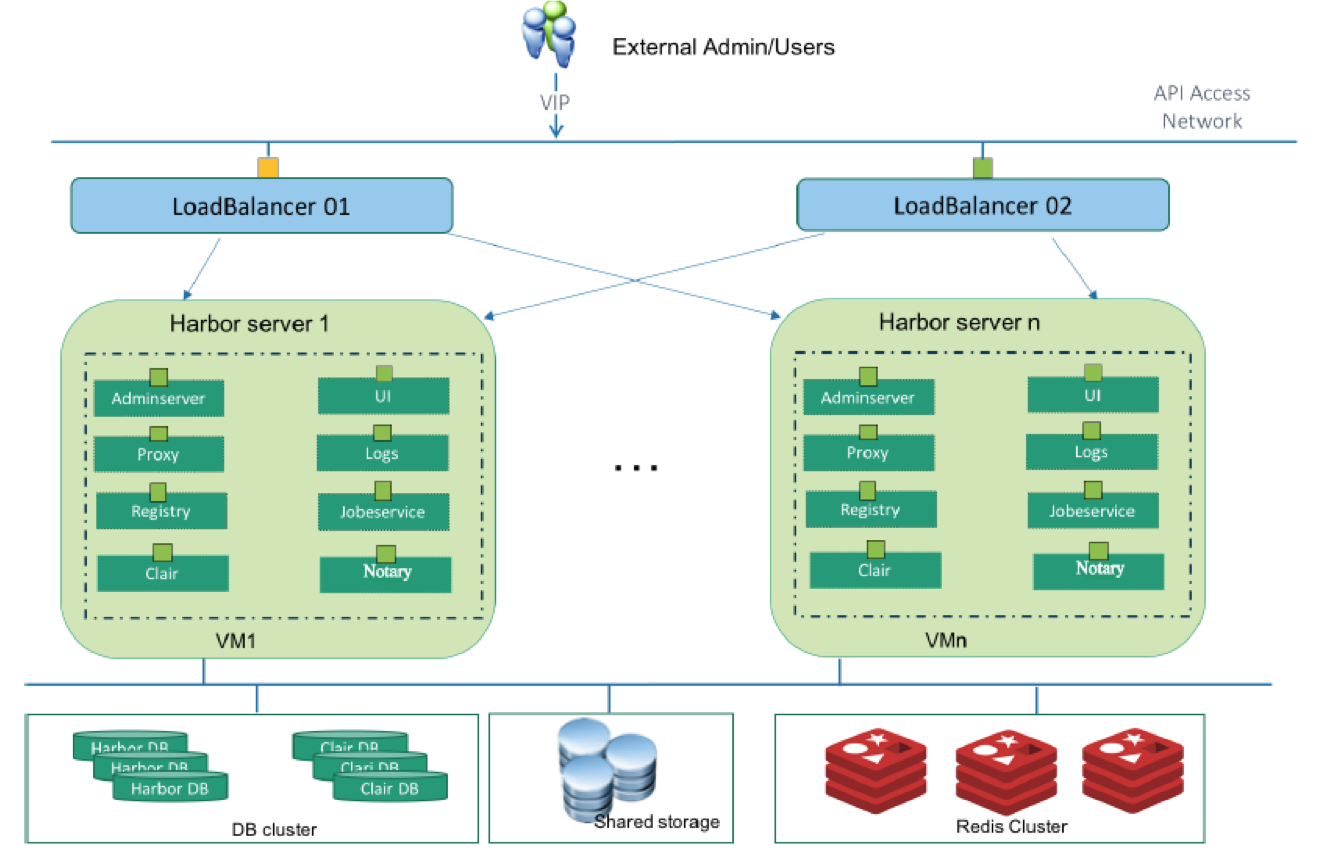 External Admin/Users
VIP
API Access
Network
LoadBalancer 01
LoadBalancer 02
Harbor server 1
Adminserver
UI
Proxy
Logs
Registry
Jobeservice
Clair
Notary
VM1
...
Harbor server n
Adminserver
UI
Proxy
Logs
Registry
Jobeservice
Clair
Notary
VMn
Harbor DB
Harbor DB
Harbor DB
Clair DB
Clari DB
Clair DB
DB cluster
Shared storage
Redis Cluster